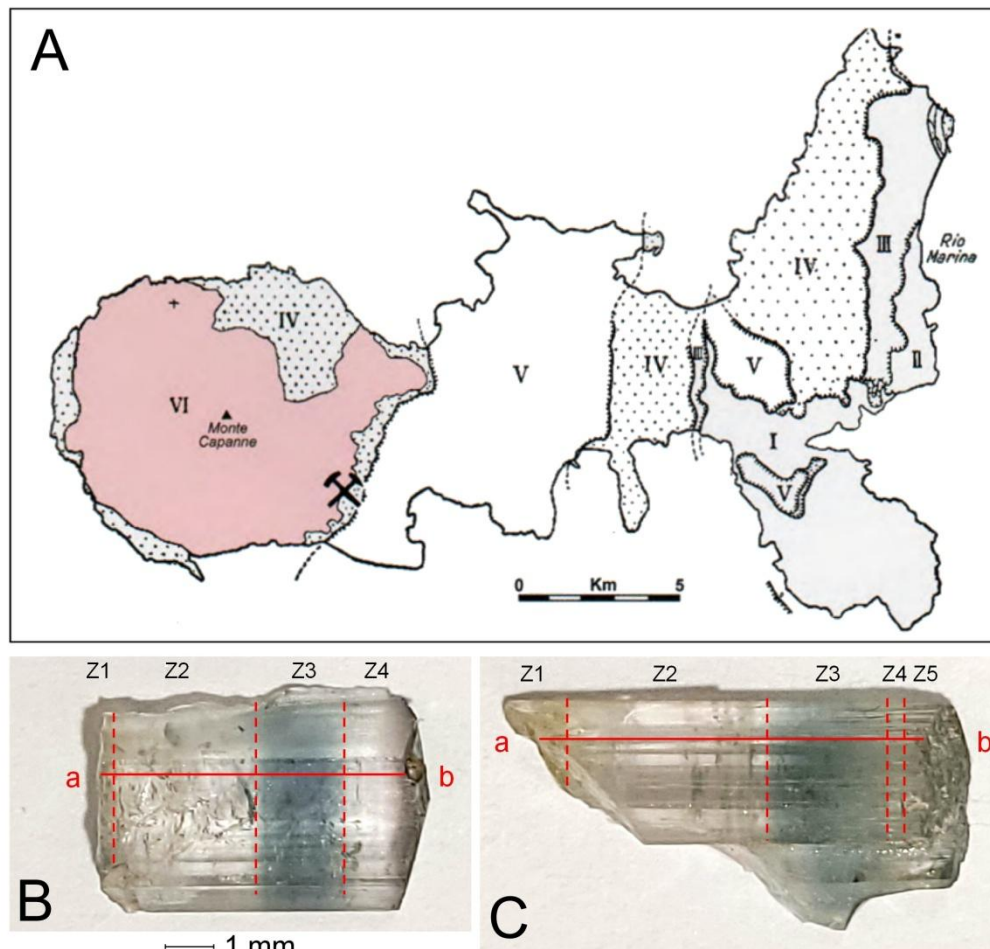 A
IV
III
Rio
Marina
IV
V
IV
III
V
II
VI
Monte
Capanne
I
V
0 Km 5
Z1 Z2 Z3 Z4
a b
B
1 mm
Z1 Z2 Z3 Z4 Z5
a b
C